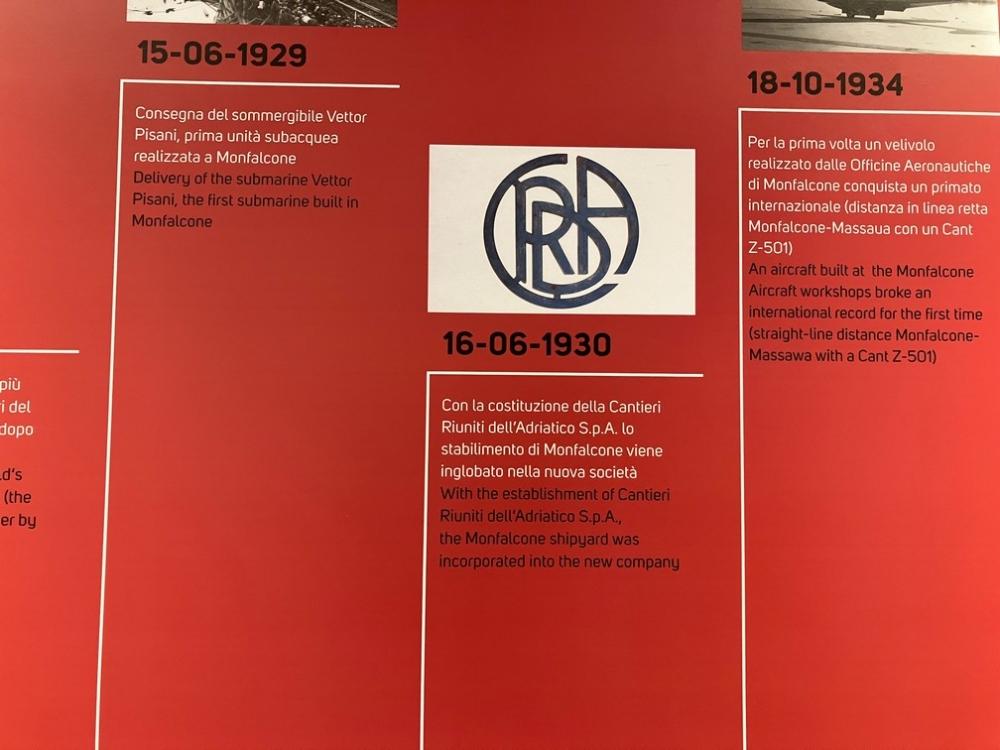 più
i del
dopo
d's
(the
er by
15-06-1929
Consegna del sommergibile Vettor
Pisani, prima unità subacquea
realizzata a Monfalcone
Delivery of the submarine Vettor
Pisani, the first submarine built in
Monfalcone
CRDA
16-06-1930
Con la costituzione della Cantieri
Riuniti dell'Adriatico S.p.A. lo
stabilimento di Monfalcone viene
inglobato nella nuova società
With the establishment of Cantieri
Riuniti dell'Adriatico S.p.A.,
the Monfalcone shipyard was
incorporated into the new company
18-10-1934
Per la prima volta un velivolo
realizzato dalle Officine Aeronautiche
di Monfalcone conquista un primato
internazionale (distanza in linea retta
Monfalcone-Massaua con un Cant
Z-501)
An aircraft built at the Monfalcone
Aircraft workshops broke an
international record for the first time
(straight-line distance Monfalcone-
Massawa with a Cant Z-501)